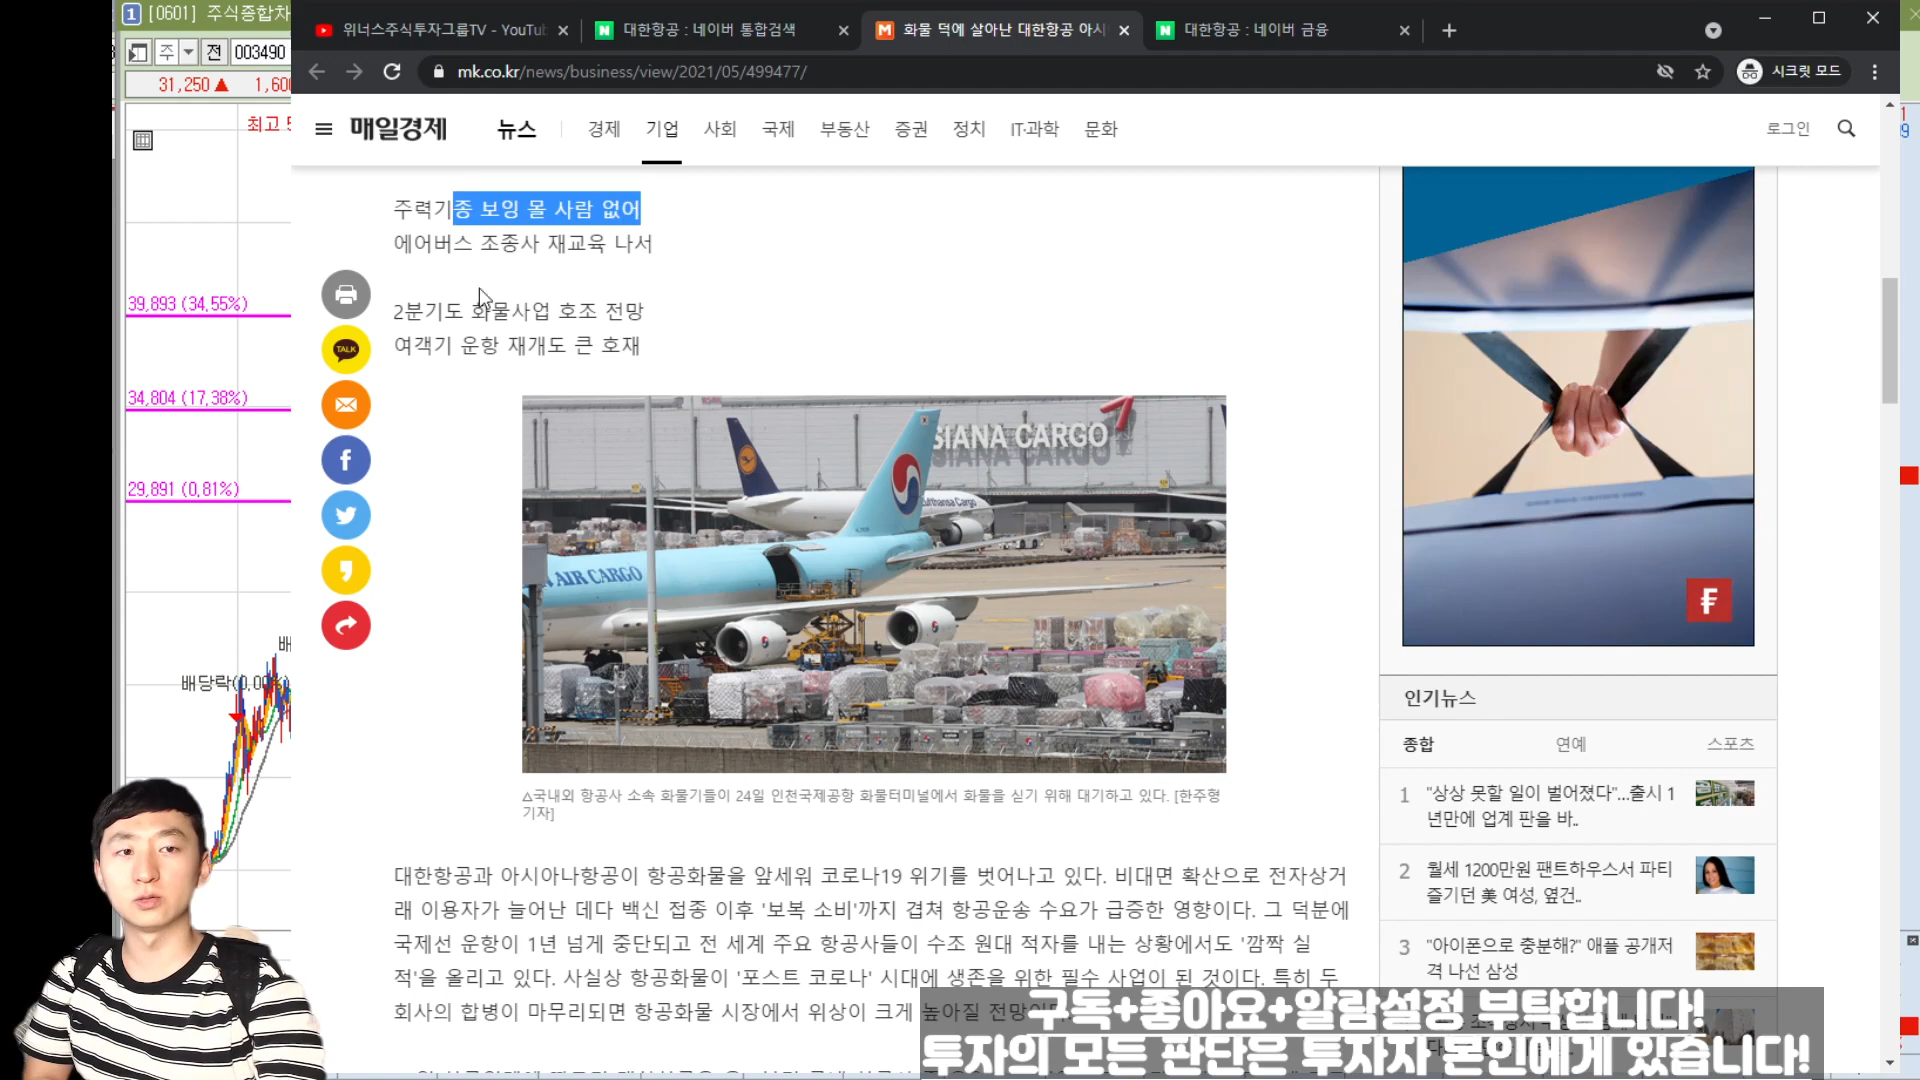 [0601] 주식종합차
위너스주식투자그룹TV - YouTu
대한항공 : 네이버 통합검색
화물 덕에 살아난 대한항공 아시
대한항공 : 네이버 금융
주
전
003490
mk.co.kr/news/business/view/2021/05/499477/
시크릿 모드
31,250 ▲ 1,600
최고 5
매일경제
뉴스
경제
기업
사회
국제
부동산
증권
정치
IT·과학
문화
로그인
주력기종 보잉 몰 사람 없어
에어버스 조종사 재교육 나서
2분기도 화물사업 호조 전망
여객기 운항 재개도 큰 호재
39,893 (34,55%)
34,804 (17,38%)
29,891 (0,81%)
배
배당락(0,00%)
TALK
SIANA CARGO
Lufthansa Cargo
N AIR CARGO
△국내외 항공사 소속 화물기들이 24일 인천국제공항 화물터미널에서 화물을 싣기 위해 대기하고 있다. [한주형
기자]
대한항공과 아시아나항공이 항공화물을 앞세워 코로나19 위기를 벗어나고 있다. 비대면 확산으로 전자상거
래 이용자가 늘어난 데다 백신 접종 이후 '보복 소비'까지 겹쳐 항공운송 수요가 급증한 영향이다. 그 덕분에
국제선 운항이 1년 넘게 중단되고 전 세계 주요 항공사들이 수조 원대 적자를 내는 상황에서도 '깜짝 실
적'을 올리고 있다. 사실상 항공화물이 '포스트 코로나' 시대에 생존을 위한 필수 사업이 된 것이다. 특히 두
회사의 합병이 마무리되면 항공화물 시장에서 위상이 크게 높아질 전망이다.
인기뉴스
종합
연예
스포츠
1 "상상 못할 일이 벌어졌다"...출시 1
년만에 업계 판을 바..
2 월세 1200만원 팬트하우스서 파티
즐기던 美 여성, 옆건..
3 "아이폰으로 충분해?" 애플 공개저
격 나선 삼성
구독+좋아요+알람설정 부탁합니다!
투자의 모든 판단은 투자자 본인에게 있습니다!